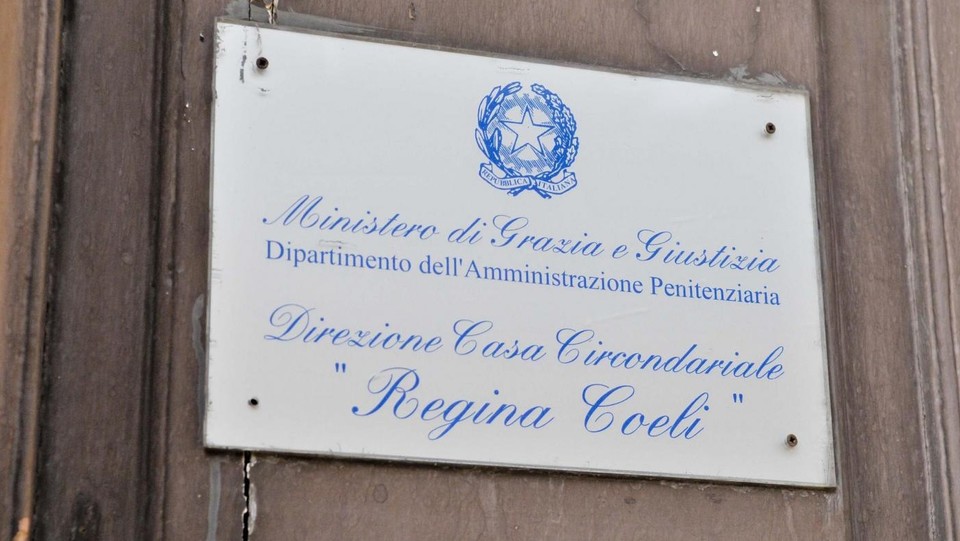 REPUBBLICA ITALIANA
Ministero di Grazia e Giustizia
Dipartimento dell'Amministrazione Penitenziaria
Direzione Casa Circondariale
" Regina Coeli "